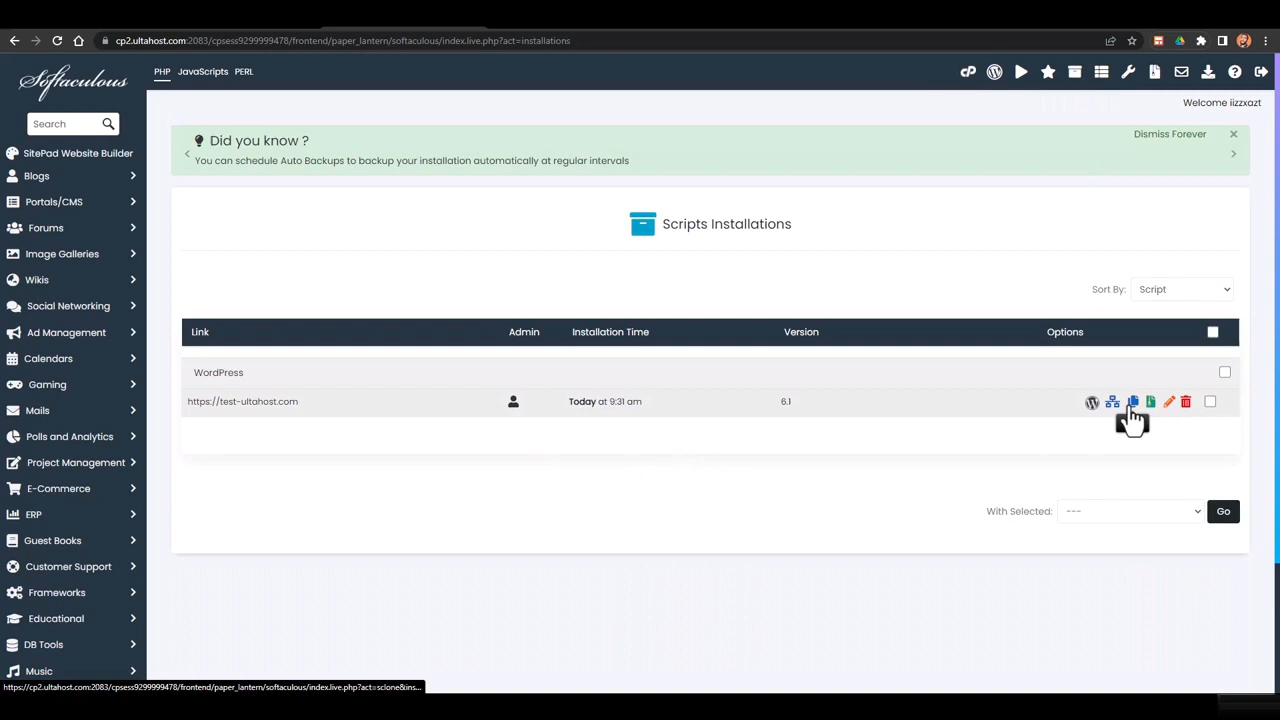 cp2.ultahost.com:2083/cpsess9299999478/frontend/paper_lantern/softaculous/index.live.php?act=installations
Softaculous
PHP JavaScripts PERL
Welcome iizzxazt
Search
SitePad Website Builder
Blogs
Portals/CMS
Forums
Image Galleries
Wikis
Social Networking
Ad Management
Calendars
Gaming
Mails
Polls and Analytics
Project Management
E-Commerce
ERP
Guest Books
Customer Support
Frameworks
Educational
DB Tools
Music
Did you know ?
Dismiss Forever
You can schedule Auto Backups to backup your installation automatically at regular intervals
Scripts Installations
Sort By: Script
Link Admin Installation Time Version Options
WordPress
https://test-ultahost.com Today at 9:31 am 6.1
With Selected: --- Go
https://cp2.ultahost.com:2083/cpsess9299999478/frontend/paper_lantern/softaculous/index.live.php?act=sclone&ins...